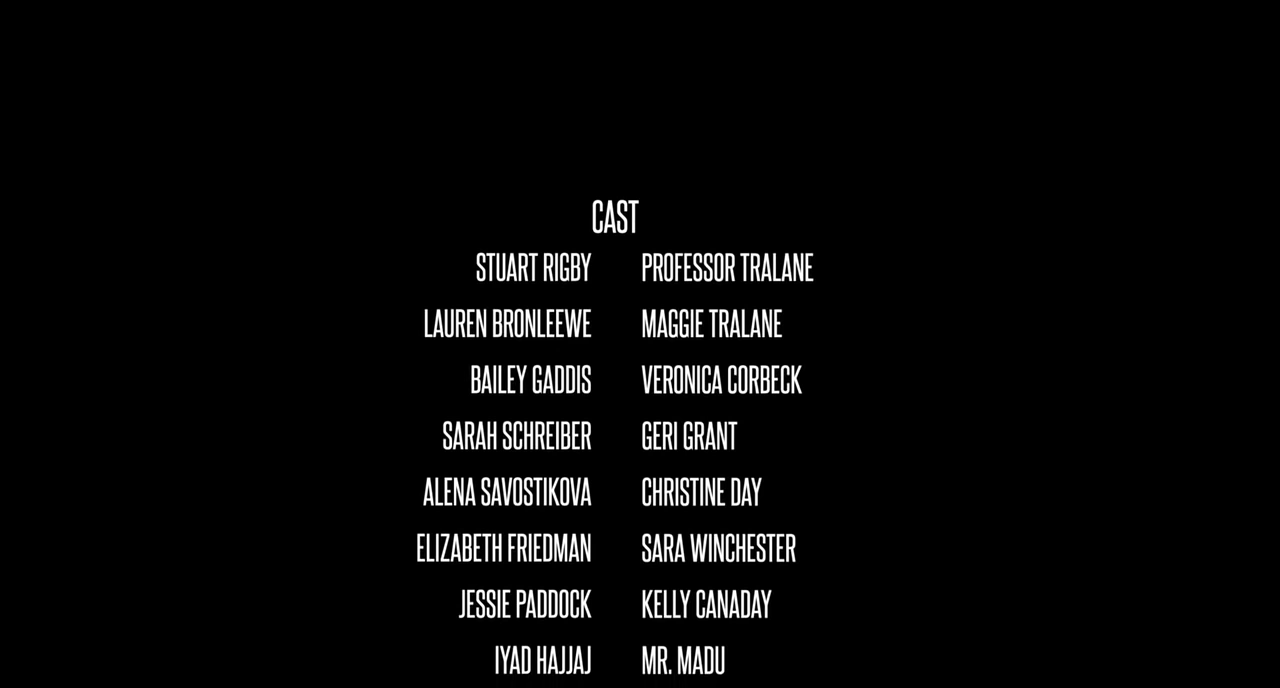 CAST
STUART RIGBY PROFESSOR TRALANE
LAUREN BRONLEEWE MAGGIE TRALANE
BAILEY GADDIS VERONICA CORBECK
SARAH SCHREIBER GERI GRANT
ALENA SAVOSTIKOVA CHRISTINE DAY
ELIZABETH FRIEDMAN SARA WINCHESTER
JESSIE PADDOCK KELLY CANADAY
IYAD HAJJAJ MR. MADU